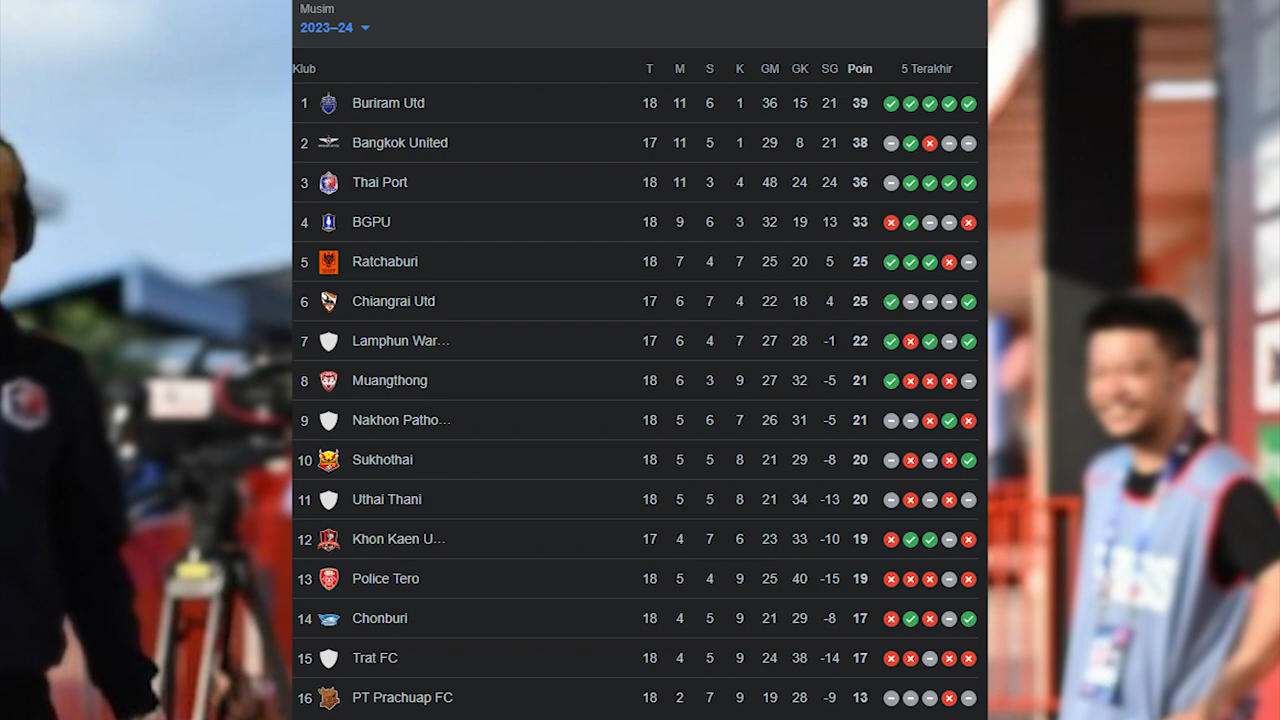 Musim
2023–24
Klub T M S K GM GK SG Poin 5 Terakhir
1 Buriram Utd 18 11 6 1 36 15 21 39
2 Bangkok United 17 11 5 1 29 8 21 38
3 Thai Port 18 11 3 4 48 24 24 36
4 BGPU 18 9 6 3 32 19 13 33
5 Ratchaburi 18 7 4 7 25 20 5 25
6 Chiangrai Utd 17 6 7 4 22 18 4 25
7 Lamphun War... 17 6 4 7 27 28 -1 22
8 Muangthong 18 6 3 9 27 32 -5 21
9 Nakhon Patho... 18 5 6 7 26 31 -5 21
10 Sukhothai 18 5 5 8 21 29 -8 20
11 Uthai Thani 18 5 5 8 21 34 -13 20
12 Khon Kaen U... 17 4 7 6 23 33 -10 19
13 Police Tero 18 5 4 9 25 40 -15 19
14 Chonburi 18 4 5 9 21 29 -8 17
15 Trat FC 18 4 5 9 24 38 -14 17
16 PT Prachuap FC 18 2 7 9 19 28 -9 13